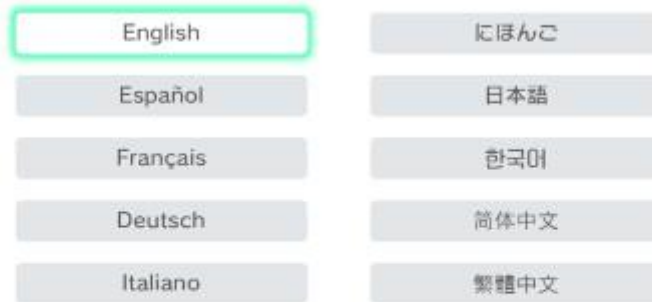 English
Español
Français
Deutsch
Italiano
にほんご
日本語
한국어
简体中文
繁體中文